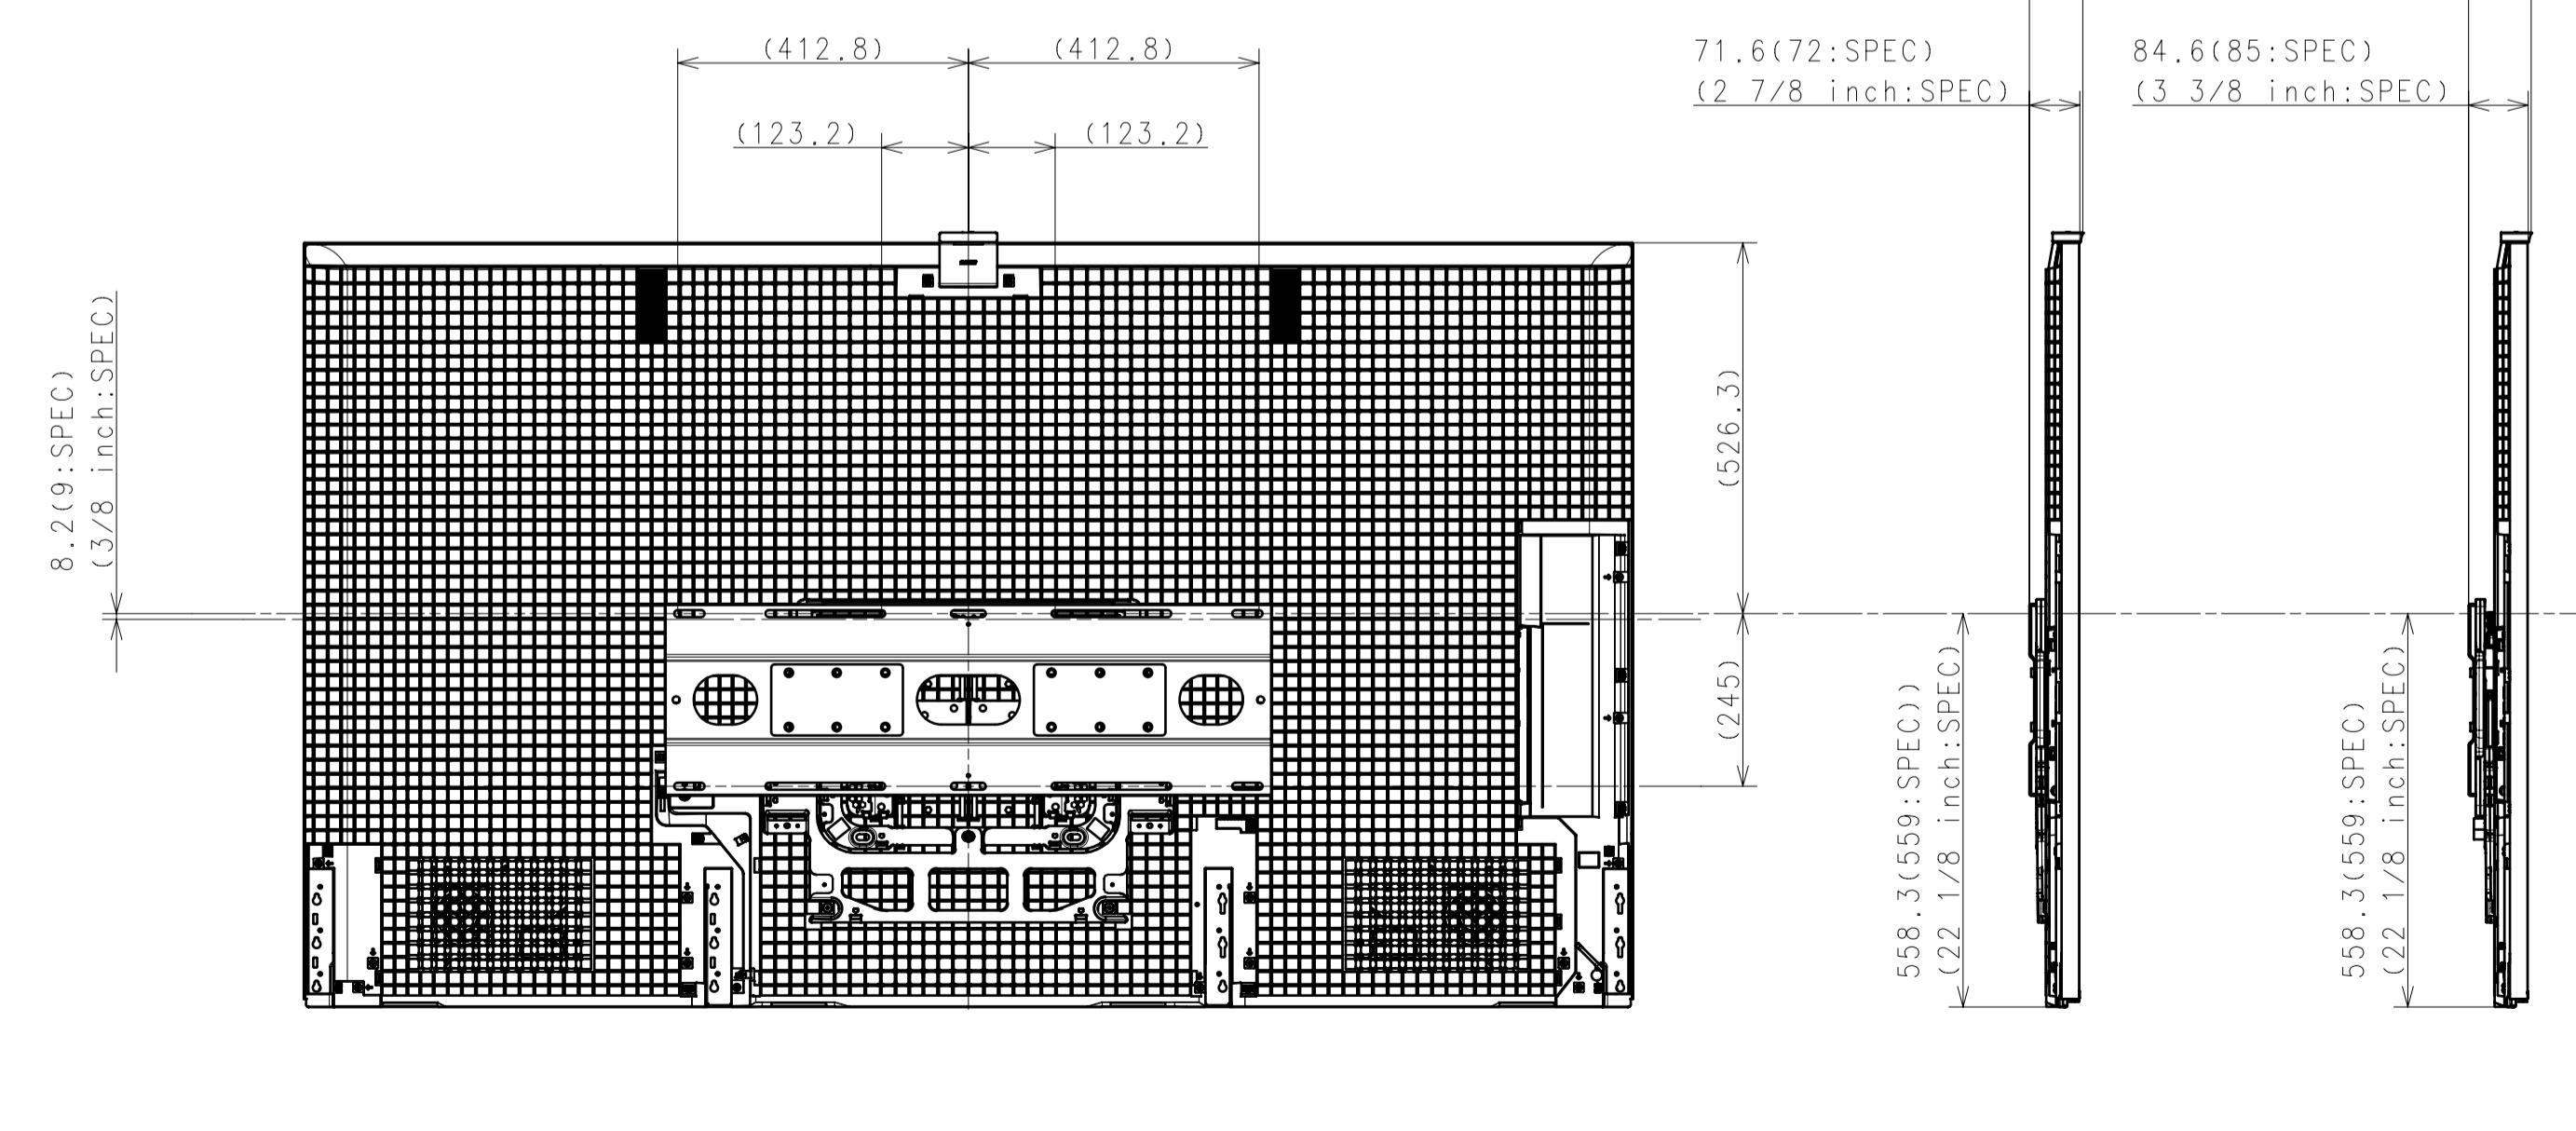 (412.8)
(412.8)
71.6(72:SPEC)
(2 7/8 inch:SPEC)
84.6(85:SPEC)
(3 3/8 inch:SPEC)
(123.2)
(123.2)
8.2(9:SPEC)
(3/8 inch:SPEC)
(526.3)
(245)
558.3(559:SPEC))
(22 1/8 inch:SPEC)
558.3(559:SPEC)
(22 1/8 inch:SPEC)